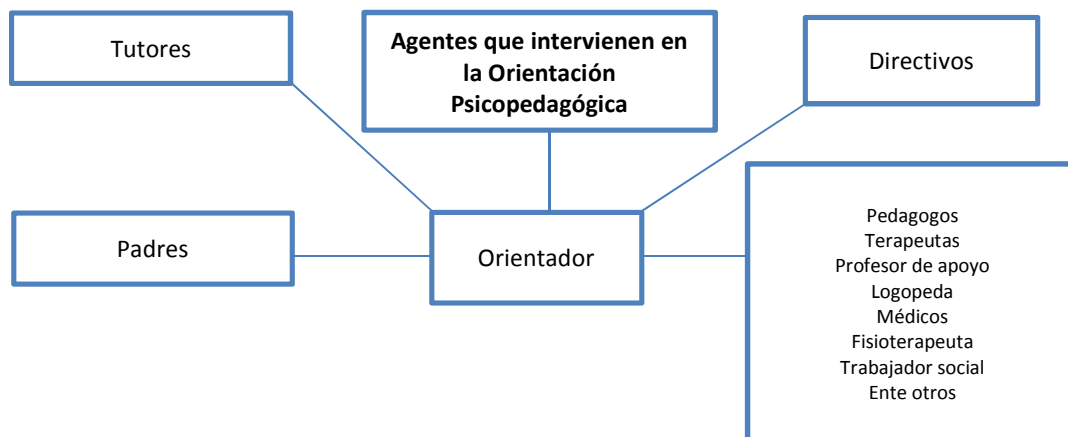 Tutores
Agentes que intervienen en
la Orientación
Psicopedagógica
Directivos
Padres
Orientador
Pedagogos
Terapeutas
Profesor de apoyo
Logopeda
Médicos
Fisioterapeuta
Trabajador social
Ente otros